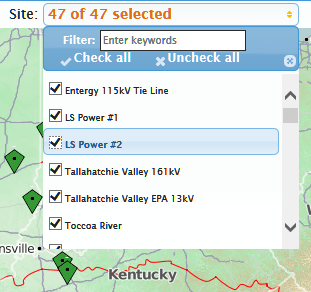 Site: 47 of 47 selected
Filter: Enter keywords
Check all Uncheck all
Entergy 115kV Tie Line
LS Power #1
LS Power #2
Tallahatchie Valley 161kV
Tallahatchie Valley EPA 13kV
Toccoa River
nsville
Kentucky